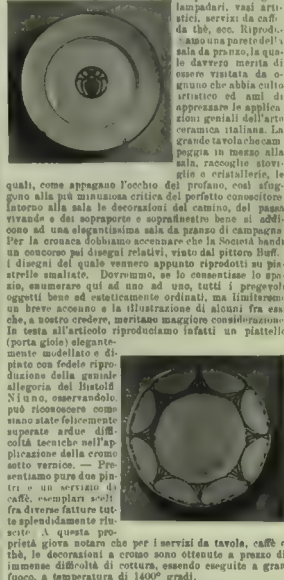 lampadari, vasi arti-
stici, servizi da caffè
da thè, ecc. Riprodu-
amo una parete della
sala da pranzo, la qua-
le davvero merita di
essere visitata da o-
gnuno che abbia culto
artistico ed ami di
apprezzare le applica
zioni geniali dell'arte
ceramica italiana. La
grande tavola che cam
peggia in mezzo alla
sala, raccoglie stovi-
glie e cristallerie, le
quali, come appagano l'occhio del profano, così sfug-
gono alla più minuziosa critica del perfetto conoscitore
Intorno alla sala le decorazioni del camino, del passa
vivande e dei sopraporte e soprafinestre bene si addi-
cono ad una elegantissima sala da pranzo di campagna
Per la cronaca dobbiamo accennare che la Società bandì
un concorso pei disegni relativi, vinto dal pittore Buff.
I disegni del quale vennero appunto riprodotti su pia-
strelle smaltate. Dovremmo, se lo consentisse lo spa-
zio, enumerare qui ad uno ad uno, tutti i pregevoli
oggetti bene ed esteticamente ordinati, ma limiteremo
un breve accenno e la illustrazione di alcuni fra essi
che, a nostro credere, meritano maggiore considerazione
In testa all'articolo riproduciamo infatti un piattello
(porta gioie) elegante-
mente modellato e di-
pinto con fedele ripro-
duzione della geniale
allegoria del Bistolfi
Niuno, osservandolo,
può riconoscere come
siano state felicemente
superate ardue diffi-
coltà tecniche nell'ap-
plicazione della cromo
sotto vernice. — Pre-
sentiamo pure due pin-
tri e un servizio da
caffè, esemplari scelti
fra diverse fatture tut-
te splendidamente riu-
scite A questa pro-
prietà giova notare che per i servizi da tavola, caffè e
thè, le decorazioni a cromo sono ottenute a prezzo di
immense difficoltà di cottura, essendo eseguite a gran
fuoco, a temperatura di 1400° gradi.